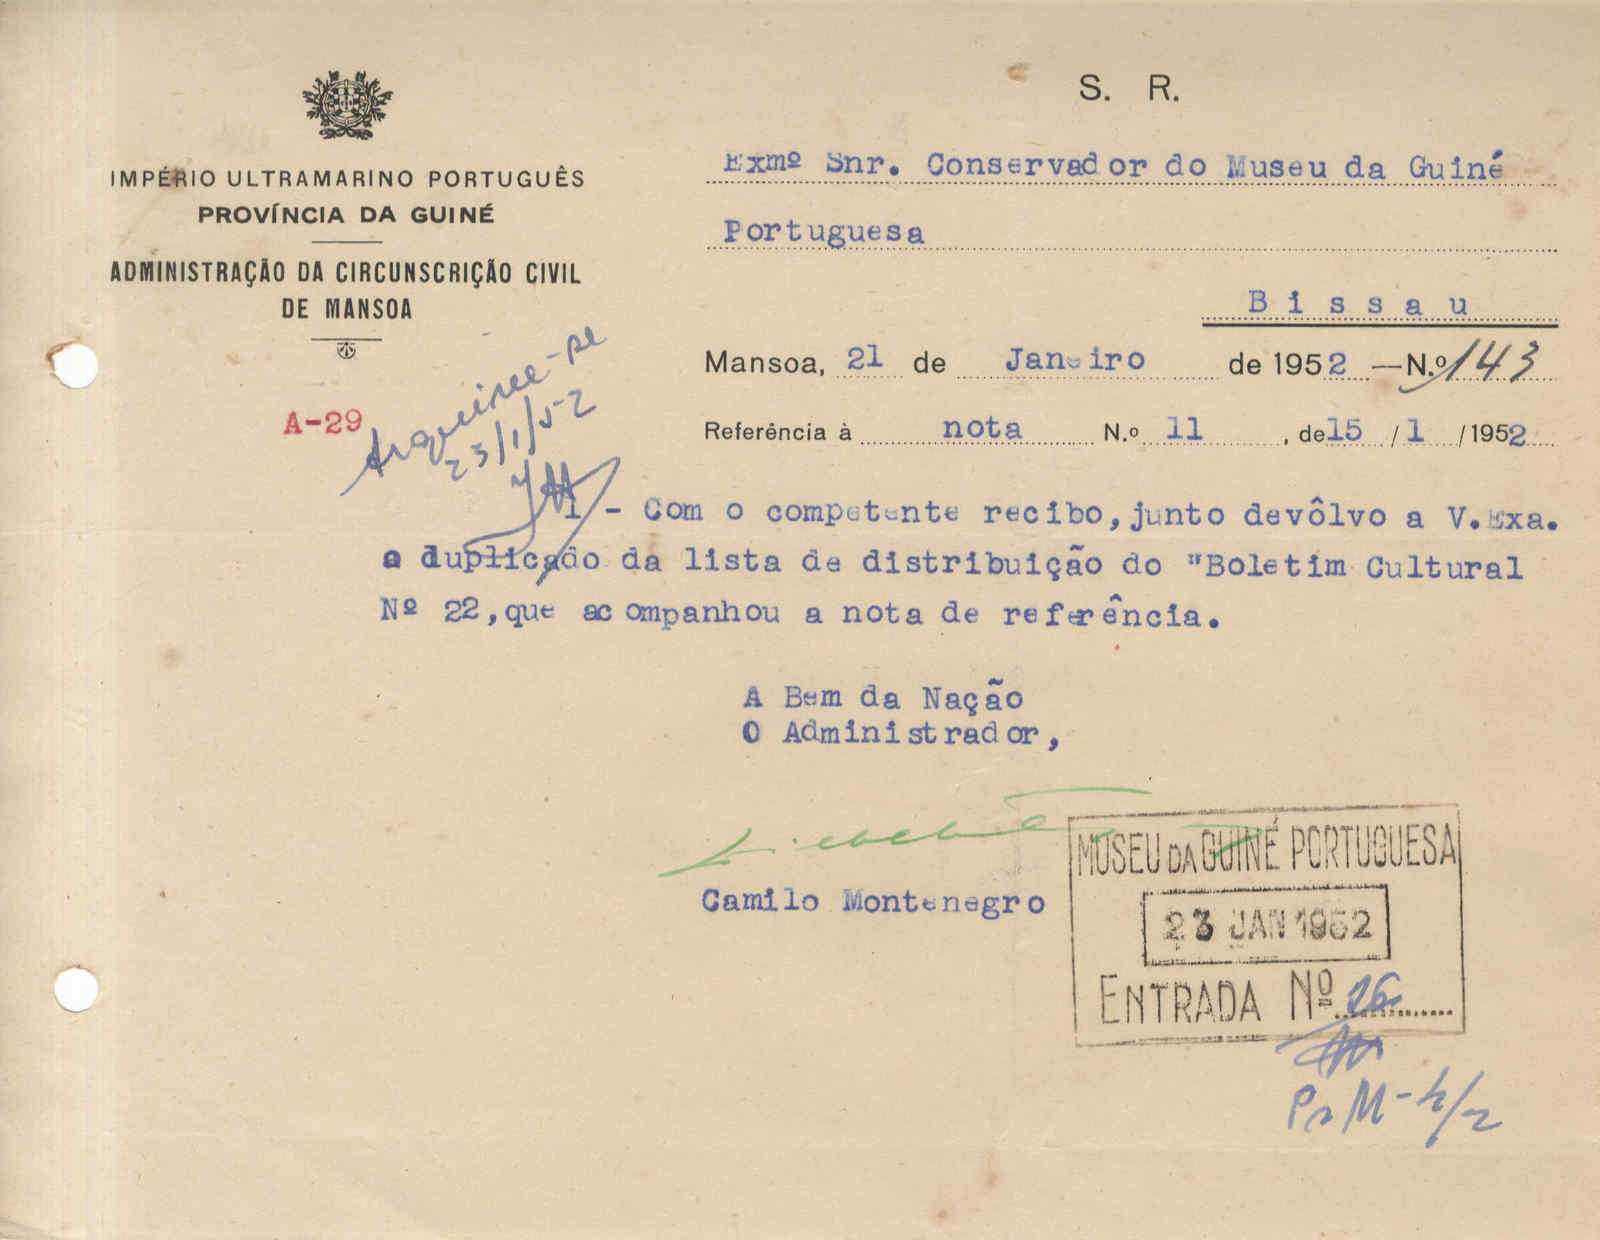 S. R.
IMPÉRIO ULTRAMARINO PORTUGUÊS
PROVÍNCIA DA GUINÉ
ADMINISTRAÇÃO DA CIRCUNSCRIÇÃO CIVIL
DE MANSOA
Exmº Snr. Conservador do Museu da Guiné
Portuguesa
Bissau
Mansoa, 21 de Janeiro de 1952 — N.º 143
Referência à nota N.º 11, de 15 / 1 / 1952
A-29
Arquive-se
23/1/52
1 - Com o competente recibo, junto devôlvo a V.Exa.
o duplicado da lista de distribuição do "Boletim Cultural
Nº 22, que acompanhou a nota de referência.
A Bem da Nação
O Administrador,
Camilo Montenegro
MUSEU DA GUINÉ PORTUGUESA
23 JAN 1952
ENTRADA Nº 26